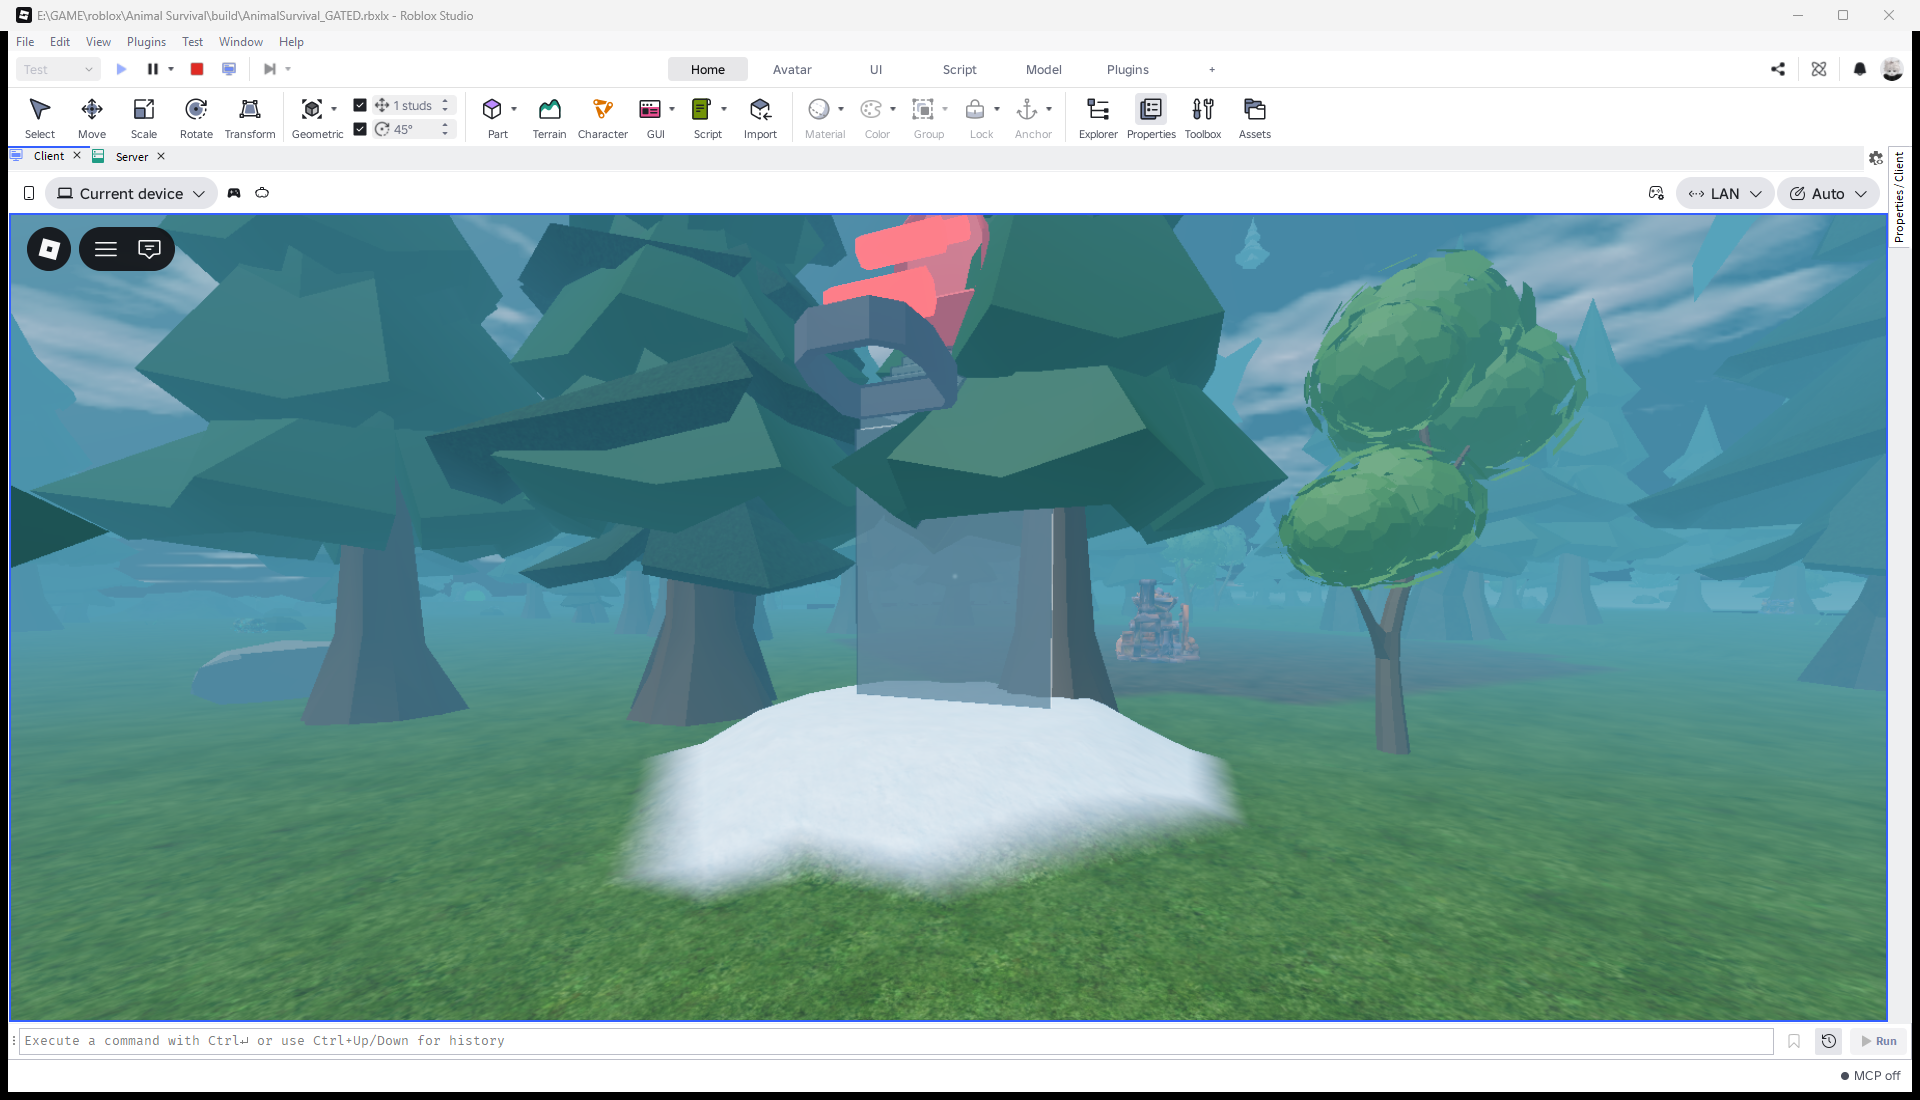 E:\GAME\roblox\Animal Survival\build\AnimalSurvival_GATED.rbxlx - Roblox Studio
File Edit View Plugins Test Window Help
Test
Home Avatar UI Script Model Plugins +
1 studs
45°
Select Move Scale Rotate Transform Geometric Part Terrain Character GUI Script Import Material Color Group Lock Anchor Explorer Properties Toolbox Assets
Client Server
Properties / Client
Current device
LAN
Auto
Execute a command with Ctrl↵ or use Ctrl+Up/Down for history
Run
MCP off